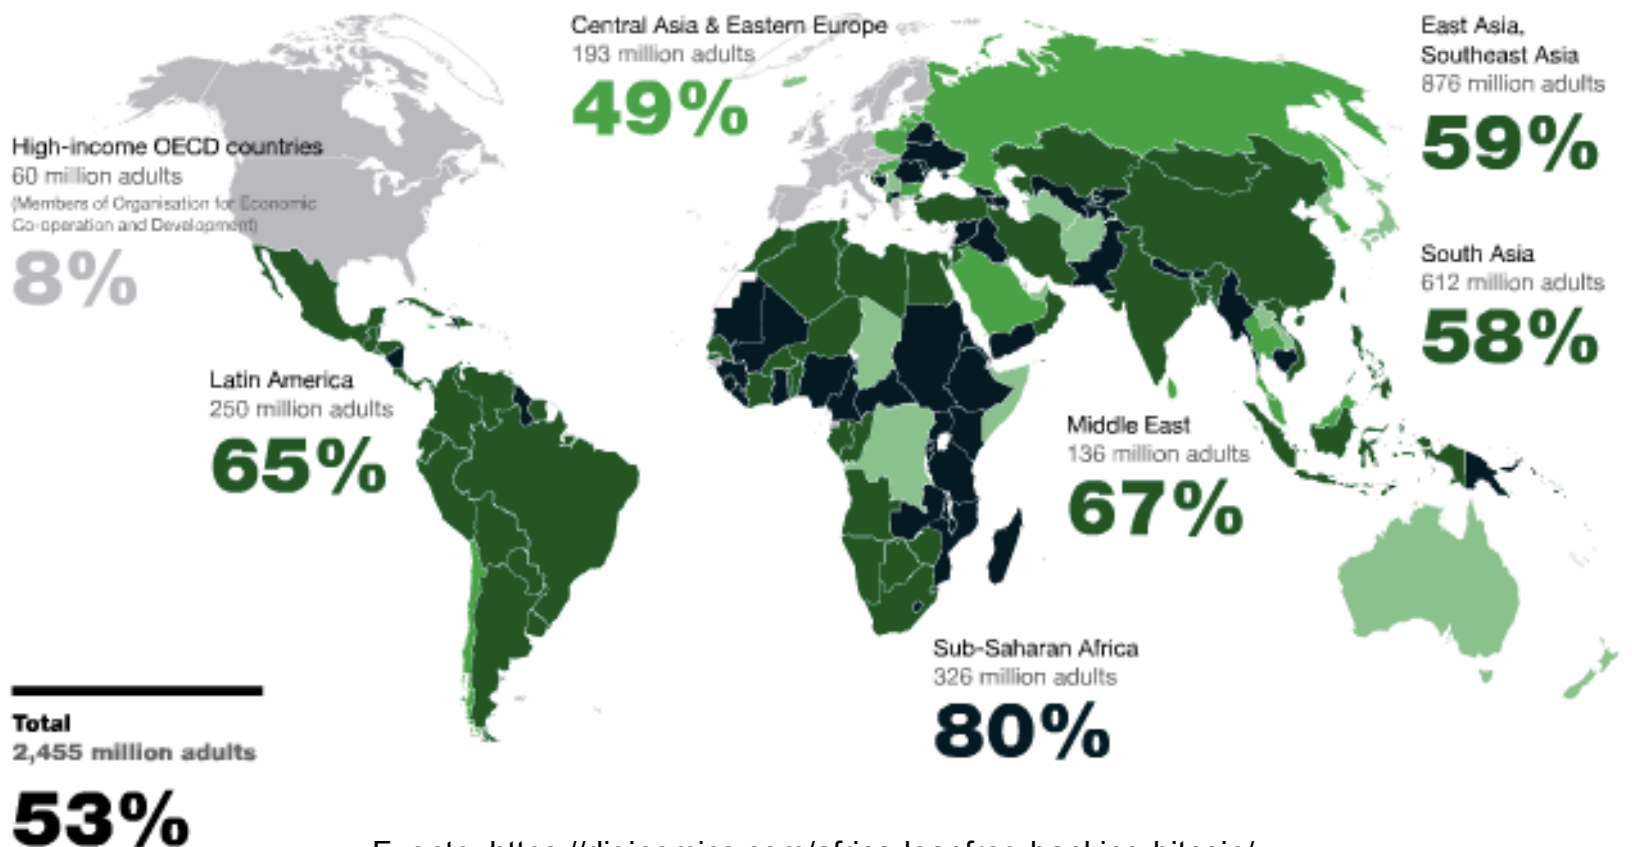 Central Asia & Eastern Europe
193 million adults
49%
East Asia,
Southeast Asia
876 million adults
59%
High-income OECD countries
60 million adults
(Members of Organisation for Economic
Co-operation and Development)
8%
South Asia
612 million adults
58%
Latin America
250 million adults
65%
Middle East
136 million adults
67%
Sub-Saharan Africa
326 million adults
80%
Total
2,455 million adults
53%